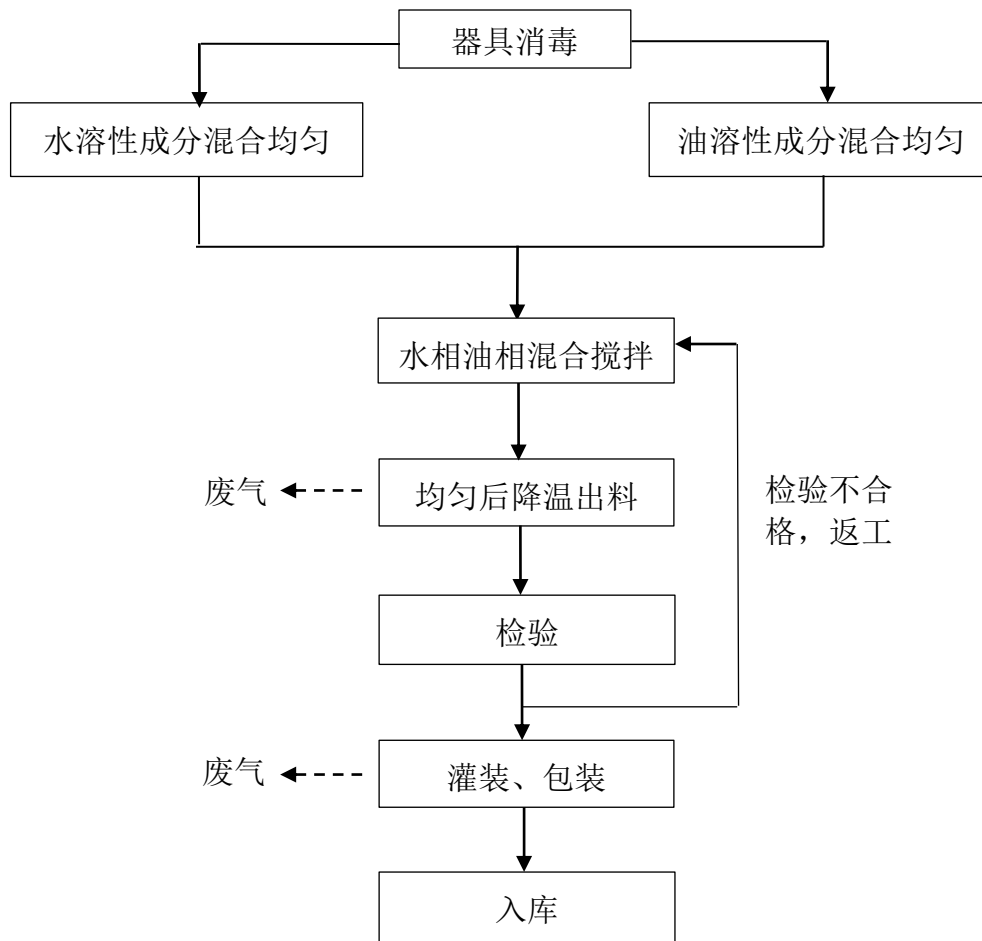 器具消毒
水溶性成分混合均匀
油溶性成分混合均匀
水相油相混合搅拌
废气
均匀后降温出料
检验不合
格，返工
检验
废气
灌装、包装
入库